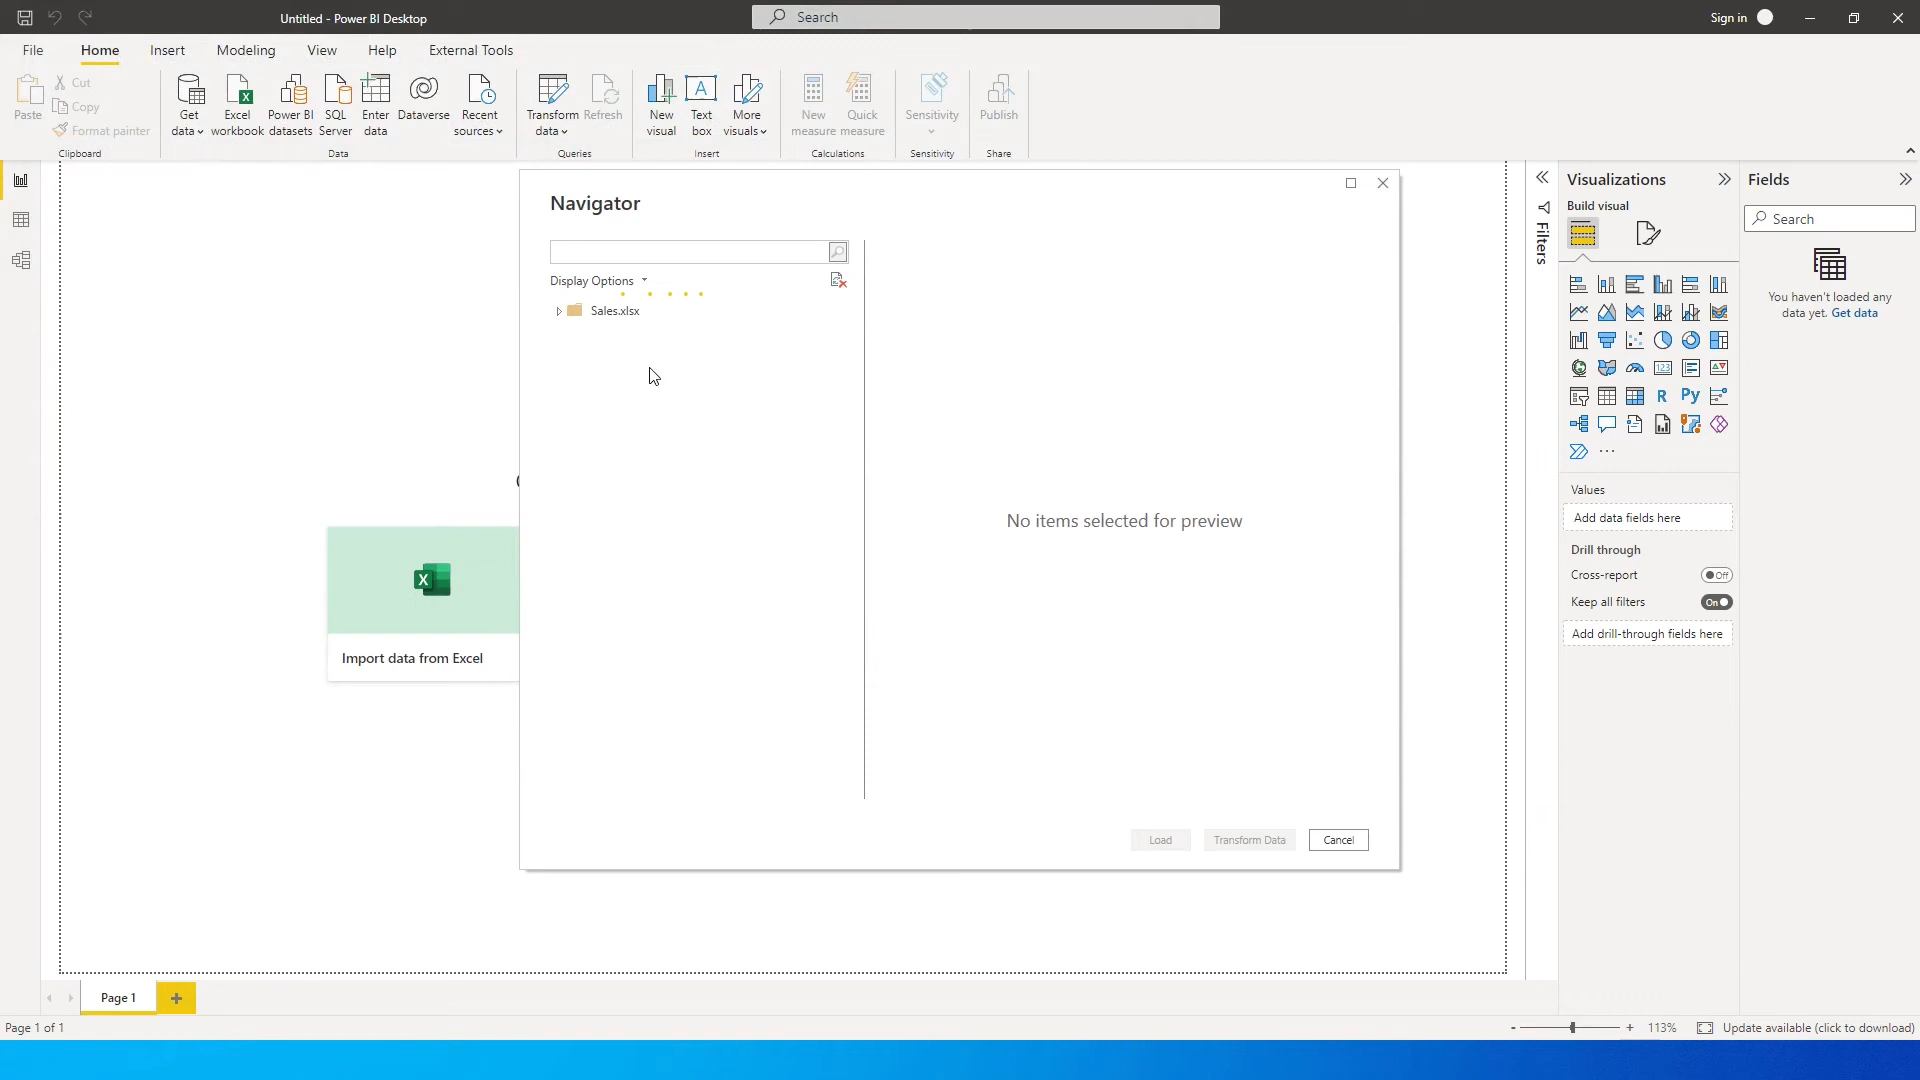 Untitled - Power BI Desktop
Search
Sign in
File
Home
Insert
Modeling
View
Help
External Tools
Paste
Cut
Copy
Format painter
Clipboard
Get data
Excel workbook
Power BI datasets
SQL Server
Enter data
Dataverse
Recent sources
Data
Transform data
Refresh
Queries
New visual
Text box
More visuals
Insert
New measure
Quick measure
Calculations
Sensitivity
Sensitivity
Publish
Share
Navigator
Display Options
Sales.xlsx
No items selected for preview
Load
Transform Data
Cancel
Import data from Excel
Filters
Visualizations
Build visual
123
R
Py
Values
Add data fields here
Drill through
Cross-report
Off
Keep all filters
On
Add drill-through fields here
Fields
Search
You haven't loaded any
data yet. Get data
Page 1
Page 1 of 1
113%
Update available (click to download)